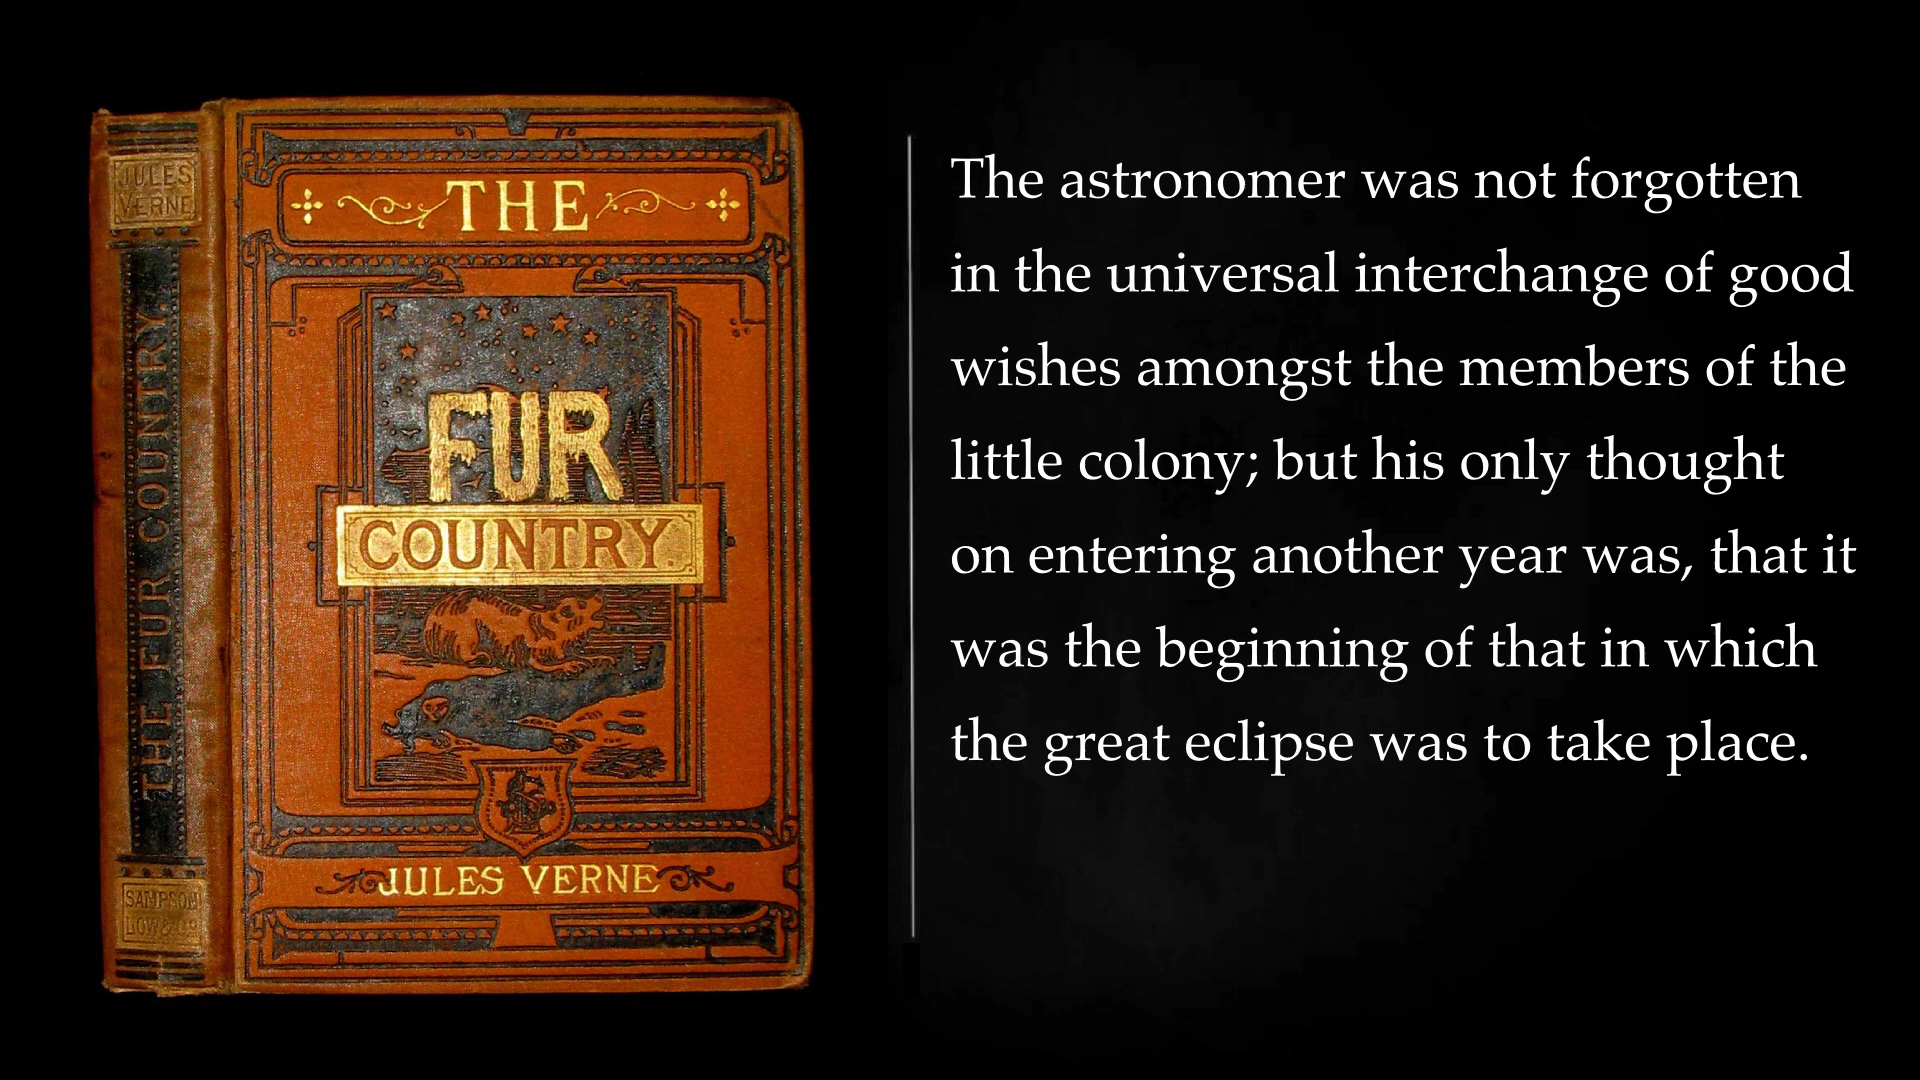 JULES
VERNE
THE FUR COUNTRY.
SAMPSON
LOW & Co
THE
FUR
COUNTRY.
JULES VERNE
The astronomer was not forgotten
in the universal interchange of good
wishes amongst the members of the
little colony; but his only thought
on entering another year was, that it
was the beginning of that in which
the great eclipse was to take place.